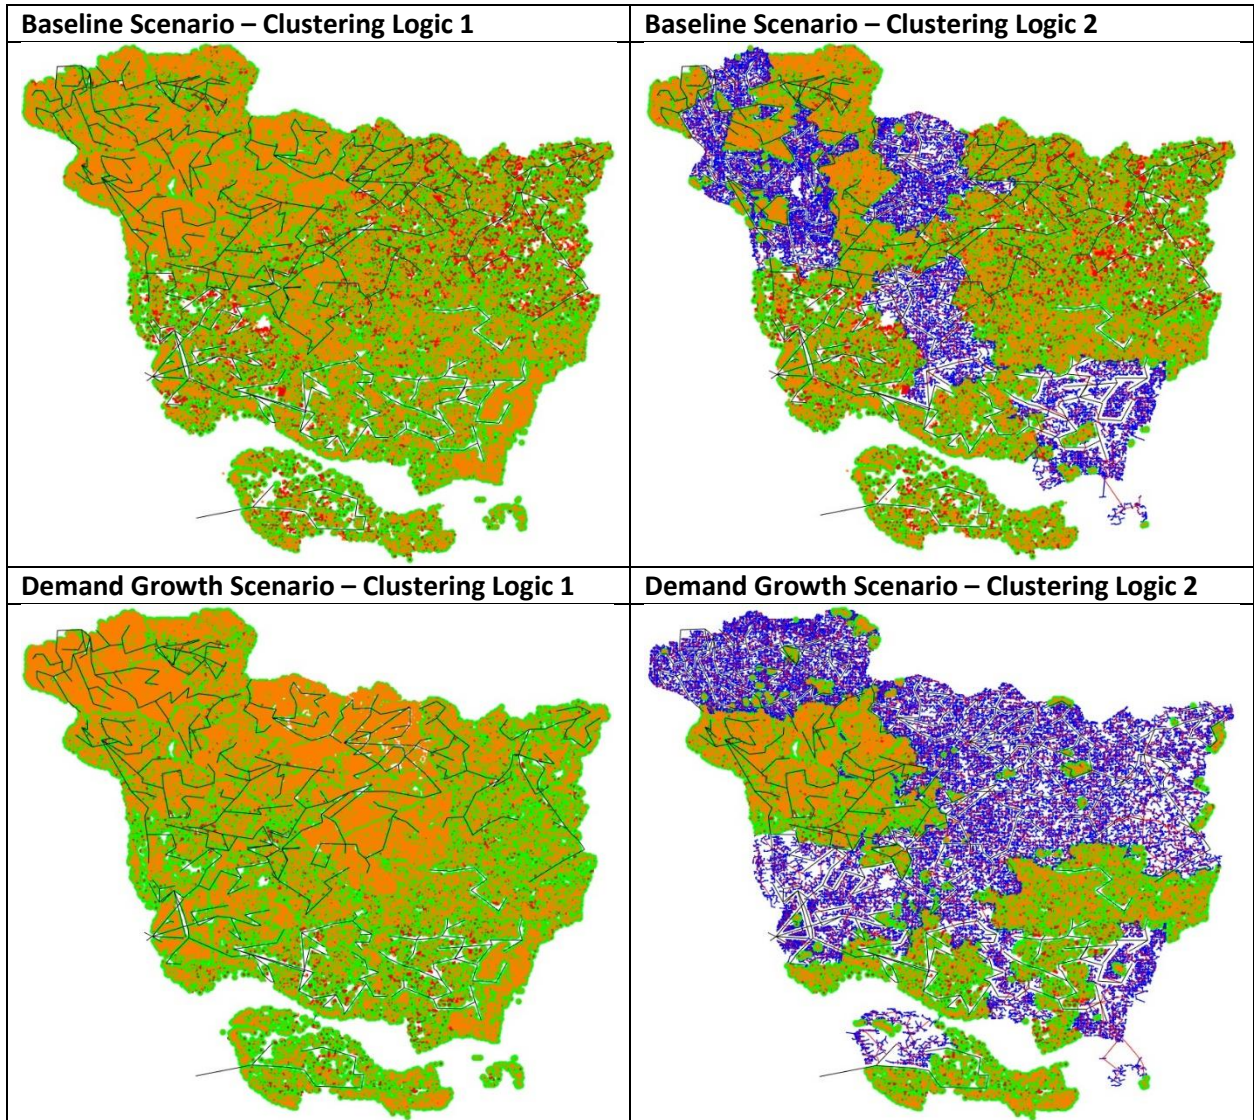 Baseline Scenario – Clustering Logic 1
Baseline Scenario – Clustering Logic 2
Demand Growth Scenario – Clustering Logic 1
Demand Growth Scenario – Clustering Logic 2